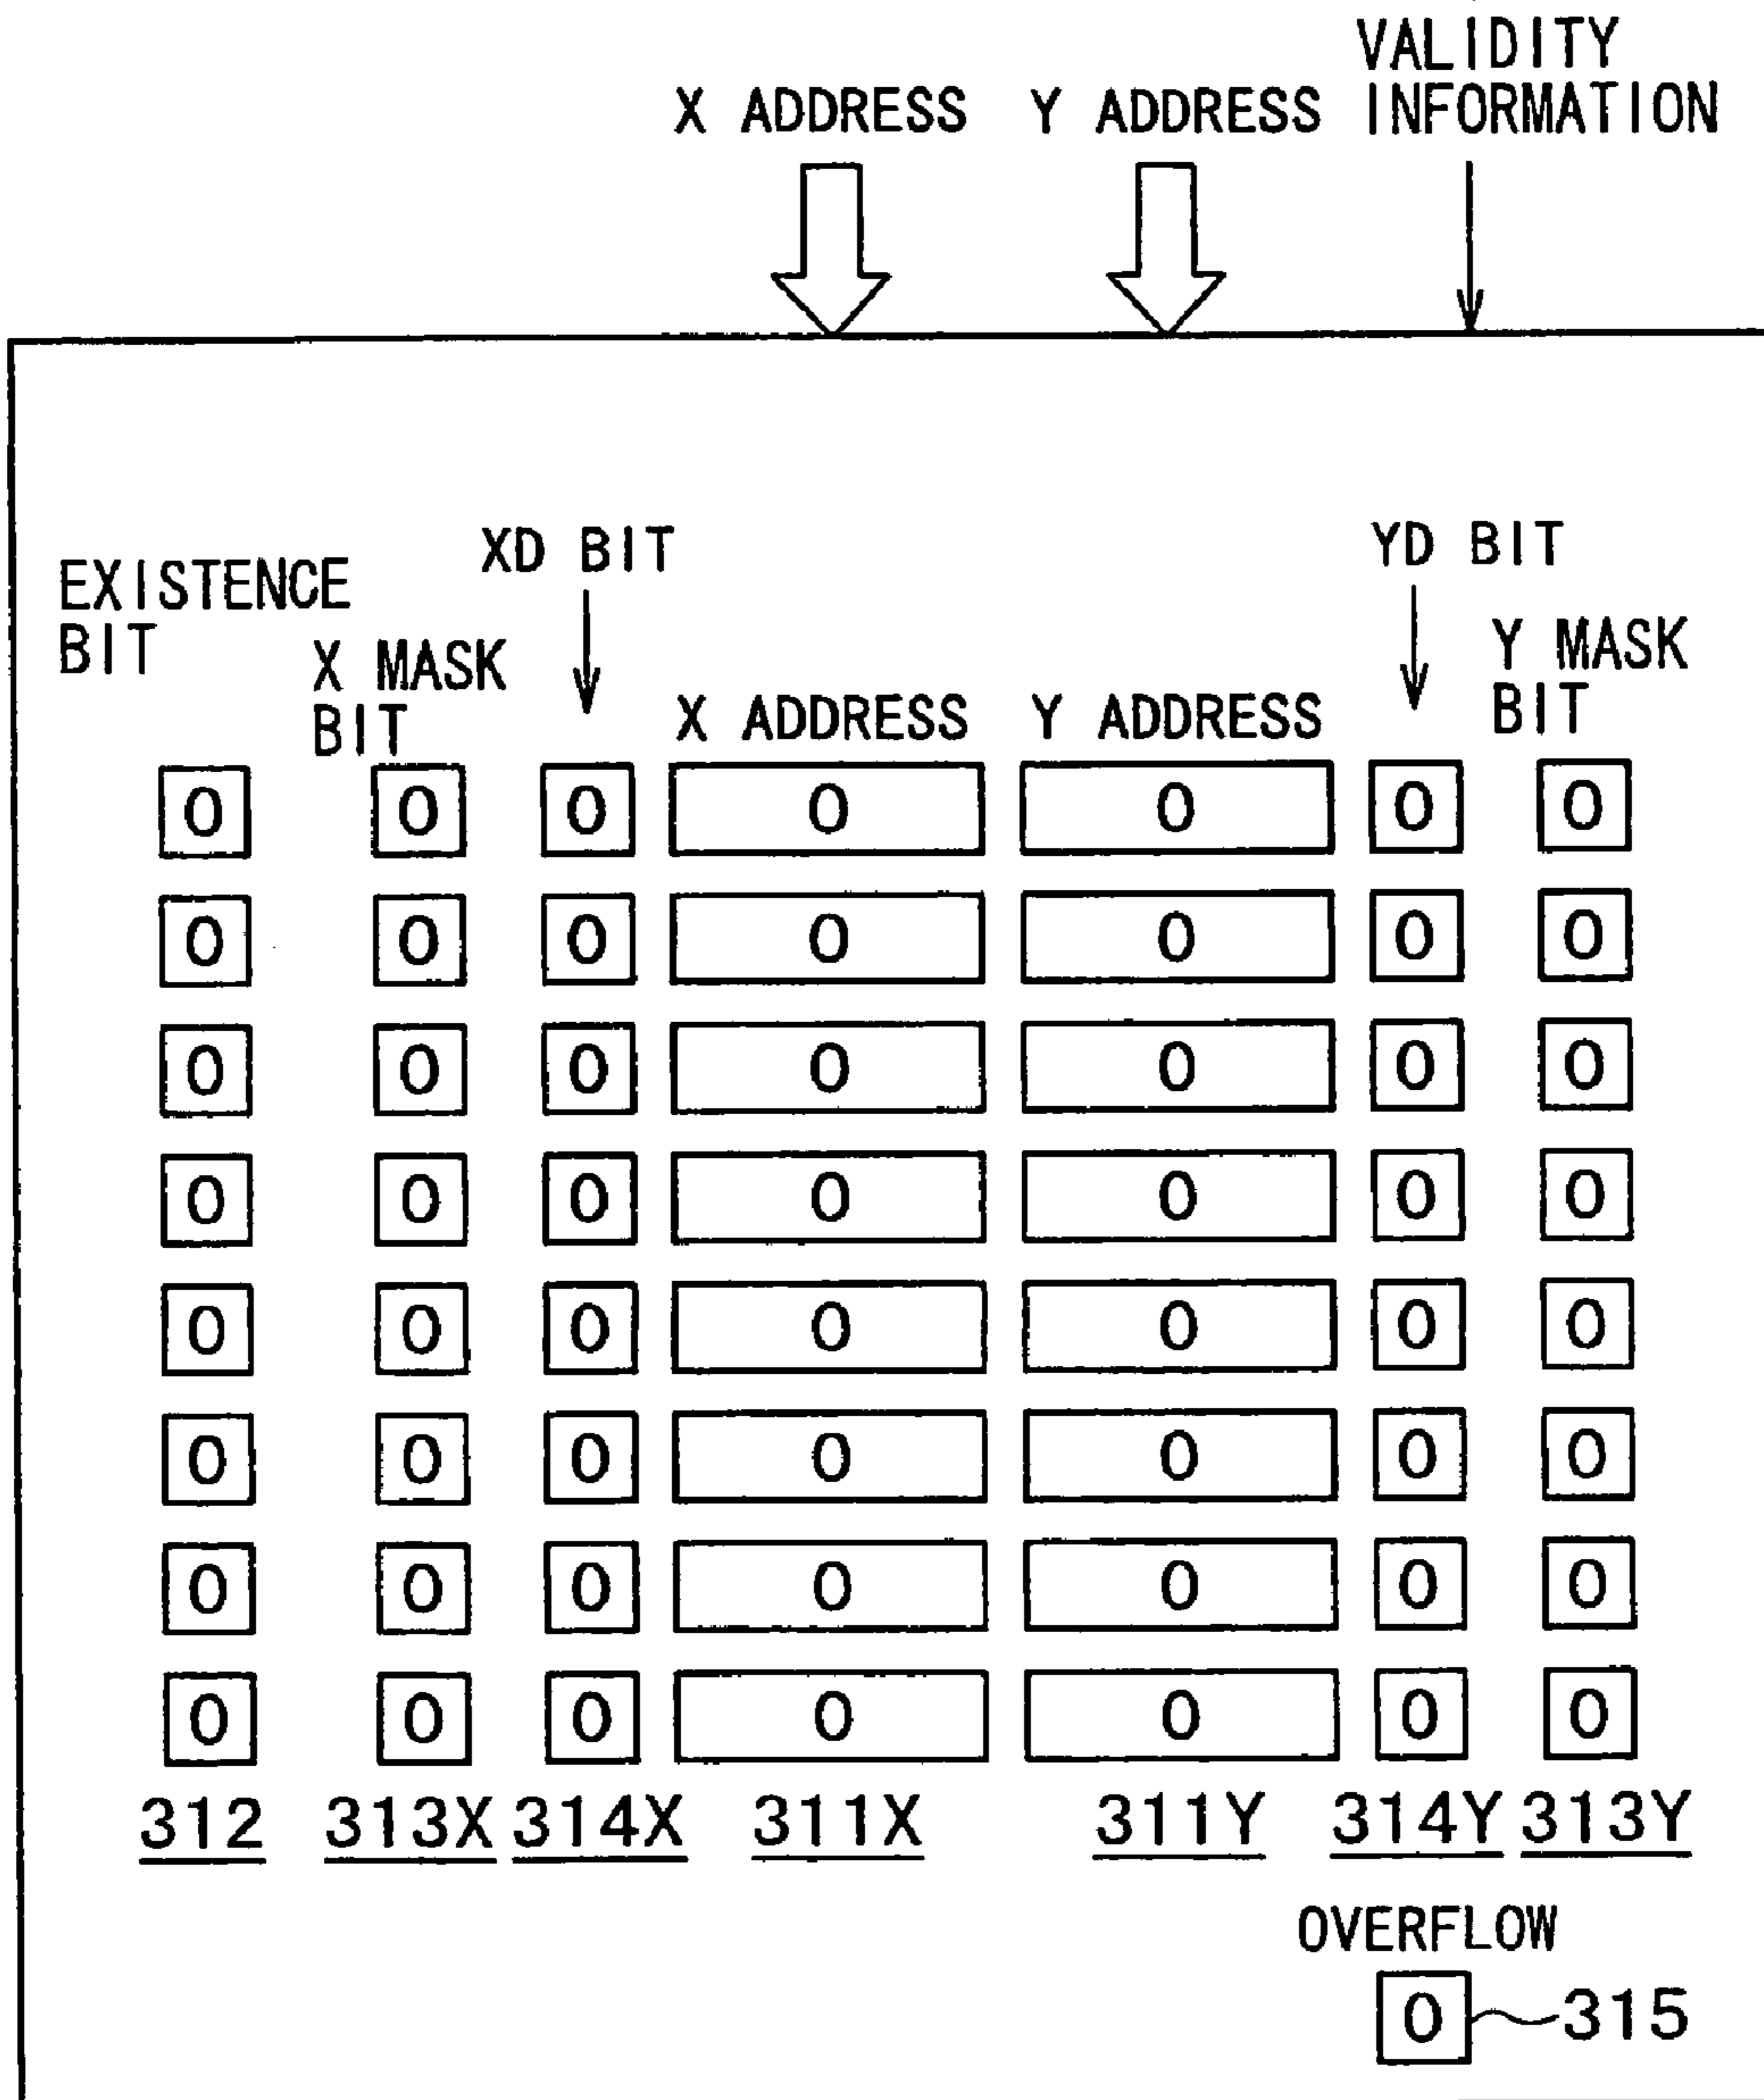 VALIDITY
X ADDRESS Y ADDRESS INFORMATION
XD BIT YD BIT
EXISTENCE
BIT
X MASK
BIT
Y MASK
BIT
X ADDRESS Y ADDRESS
0 0 0 0 0 0 0
0 0 0 0 0 0 0
0 0 0 0 0 0 0
0 0 0 0 0 0 0
0 0 0 0 0 0 0
0 0 0 0 0 0 0
0 0 0 0 0 0 0
0 0 0 0 0 0 0
312 313X 314X 311X 311Y 314Y 313Y
OVERFLOW
0 315